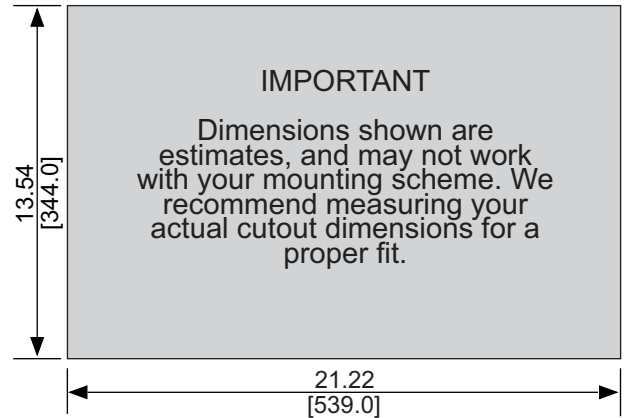 IMPORTANT
Dimensions shown are
estimates, and may not work
with your mounting scheme. We
recommend measuring your
actual cutout dimensions for a
proper fit.
13.54
[344.0]
21.22
[539.0]